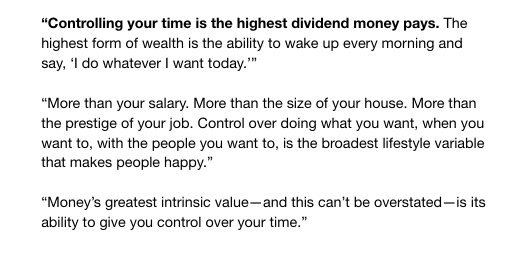 “Controlling your time is the highest dividend money pays. The
highest form of wealth is the ability to wake up every morning and
say, ‘I do whatever I want today.’”
“More than your salary. More than the size of your house. More than
the prestige of your job. Control over doing what you want, when you
want to, with the people you want to, is the broadest lifestyle variable
that makes people happy.”
“Money’s greatest intrinsic value—and this can’t be overstated—is its
ability to give you control over your time.”